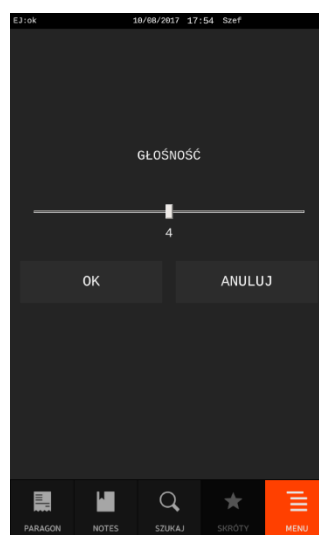 EJ:ok 10/08/2017 17:54 Szef
GŁOŚNOŚĆ
4
OK ANULUJ
PARAGON NOTES SZUKAJ SKRÓTY MENU